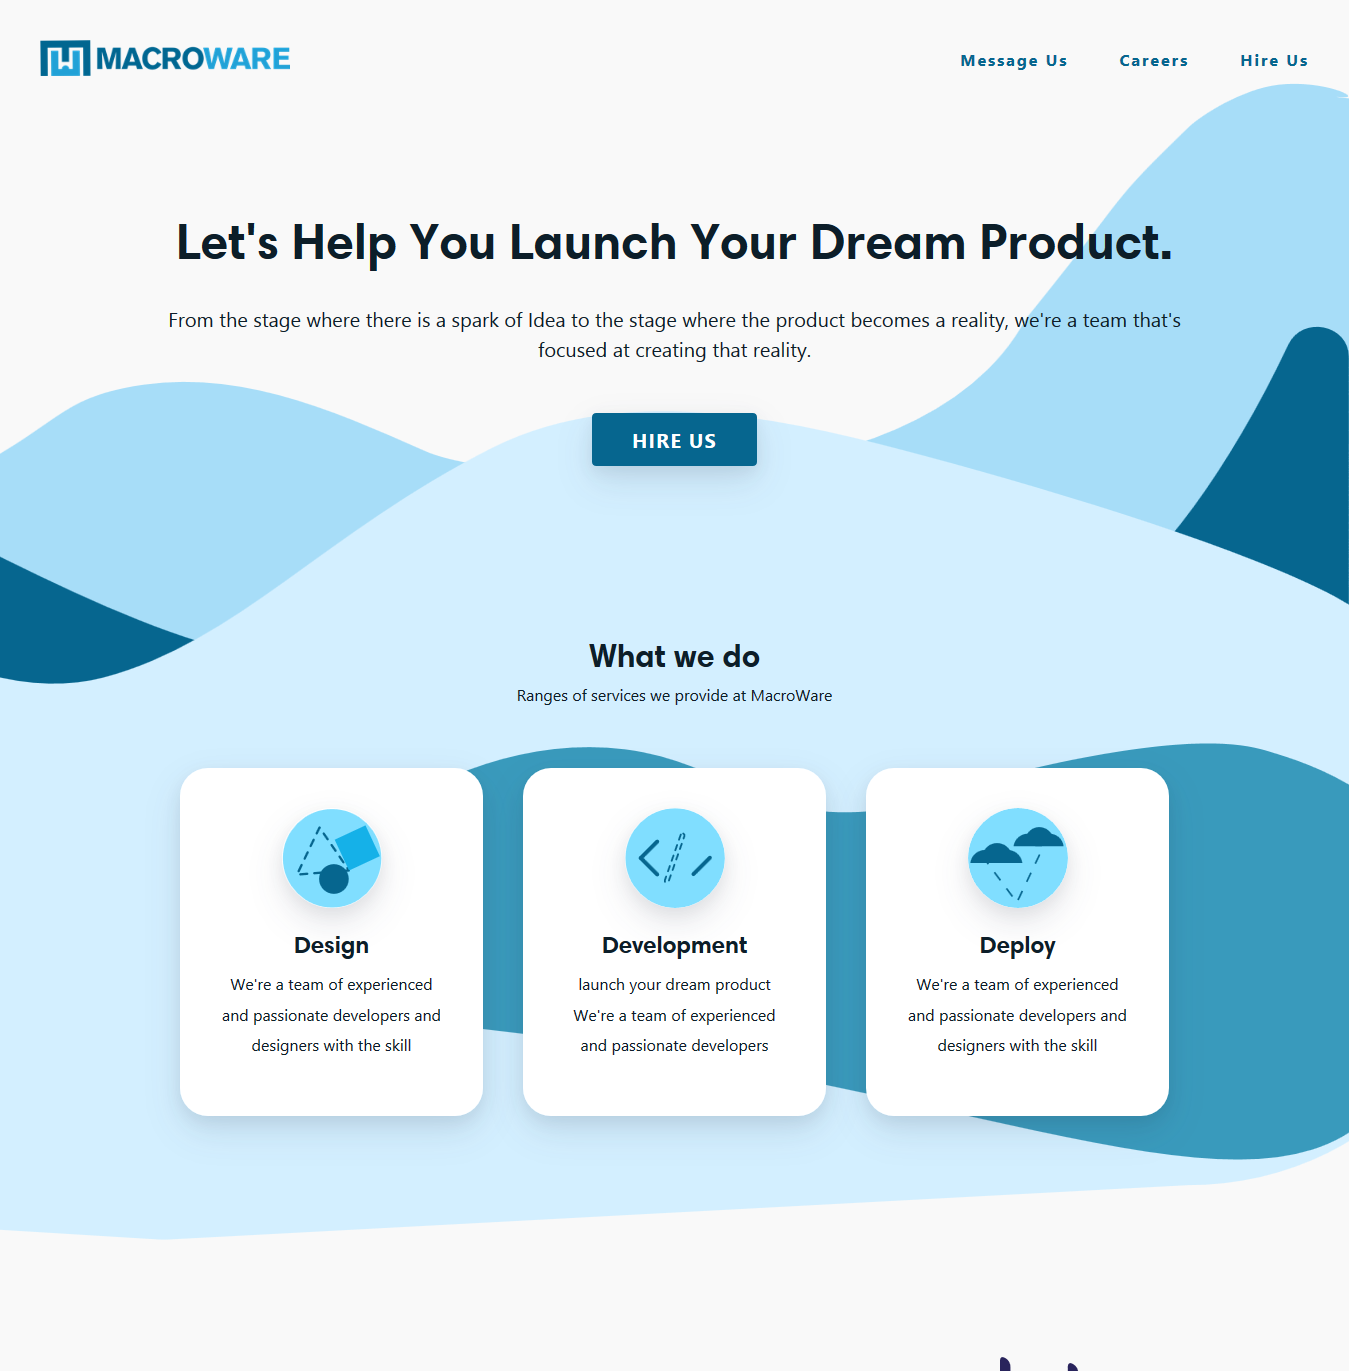 MACROWARE
Message Us
Careers
Hire Us
Let's Help You Launch Your Dream Product.
From the stage where there is a spark of Idea to the stage where the product becomes a reality, we're a team that's
focused at creating that reality.
HIRE US
What we do
Ranges of services we provide at MacroWare
Design
We're a team of experienced
and passionate developers and
designers with the skill
Development
launch your dream product
We're a team of experienced
and passionate developers
Deploy
We're a team of experienced
and passionate developers and
designers with the skill